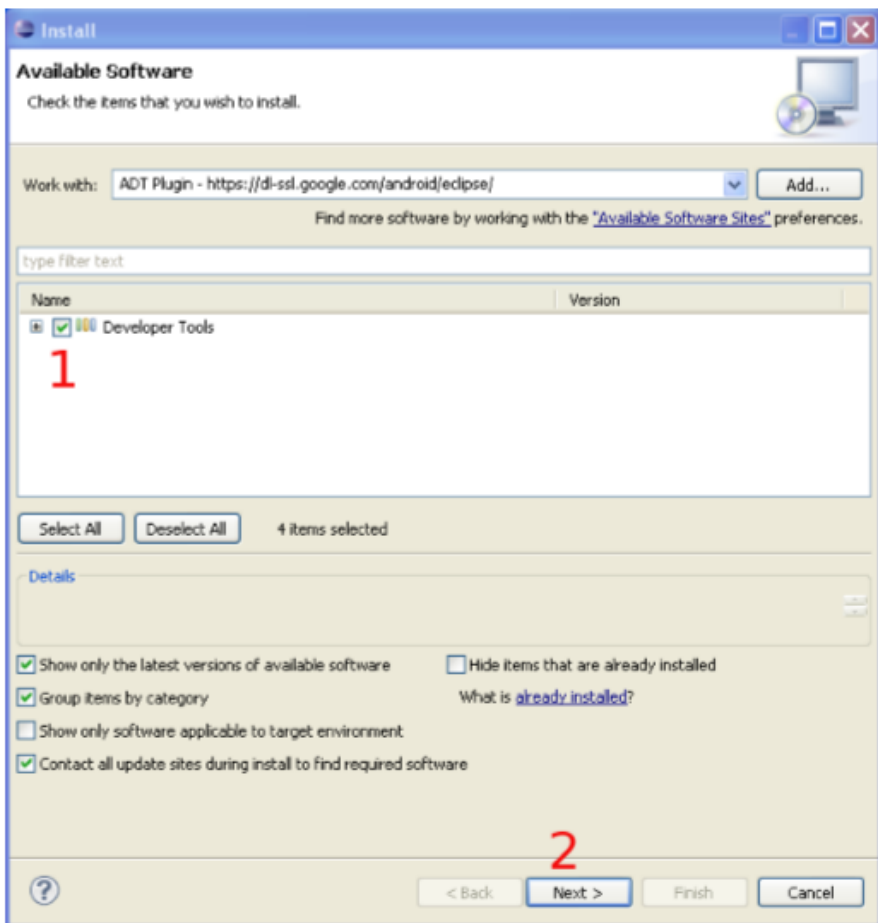 Install
Available Software
Check the items that you wish to install.
Work with: ADT Plugin - https://dl-ssl.google.com/android/eclipse/ Add...
Find more software by working with the "Available Software Sites" preferences.
type filter text
Name Version
Developer Tools
1
Select All Deselect All 4 items selected
Details
Show only the latest versions of available software Hide items that are already installed
Group items by category What is already installed?
Show only software applicable to target environment
Contact all update sites during install to find required software
2
? < Back Next > Finish Cancel